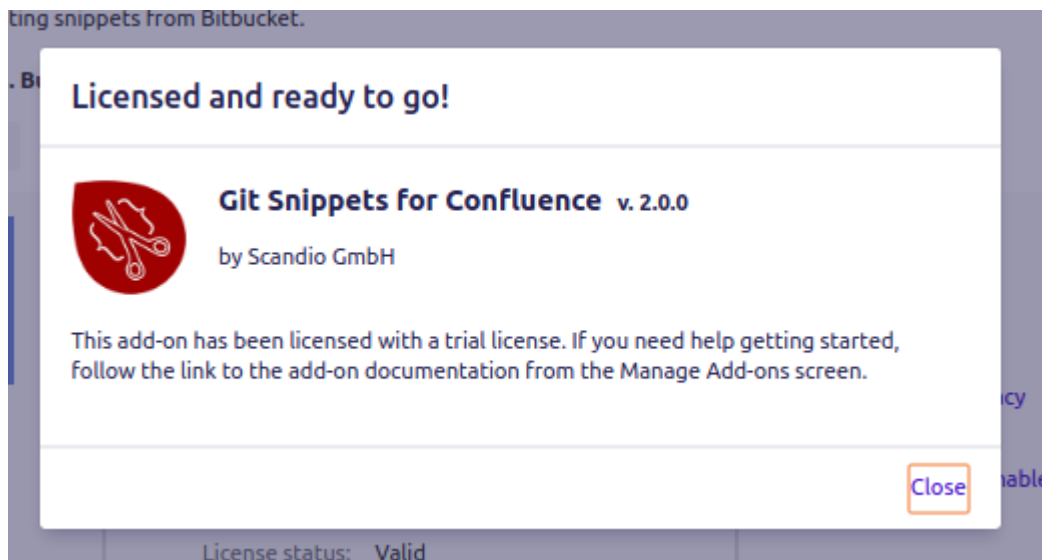 ting snippets from Bitbucket.
Licensed and ready to go!
Git Snippets for Confluence v. 2.0.0
by Scandio GmbH
This add-on has been licensed with a trial license. If you need help getting started,
follow the link to the add-on documentation from the Manage Add-ons screen.
Close
License status: Valid